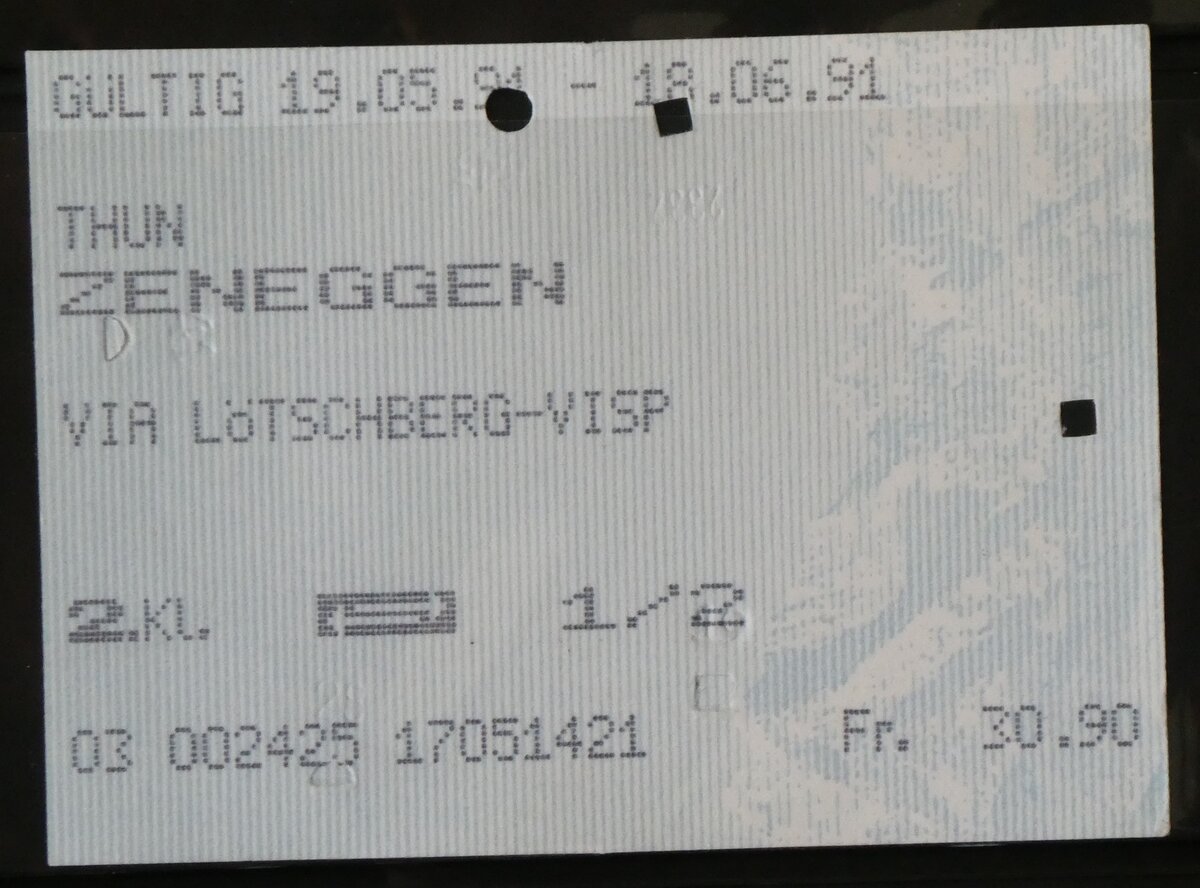 GÜLTIG 19.05.91 - 18.06.91
THUN
ZENEGGEN
VIA LÖTSCHBERG-VISP
2.Kl. 1/2
03 002425 17051421 Fr. 30.90